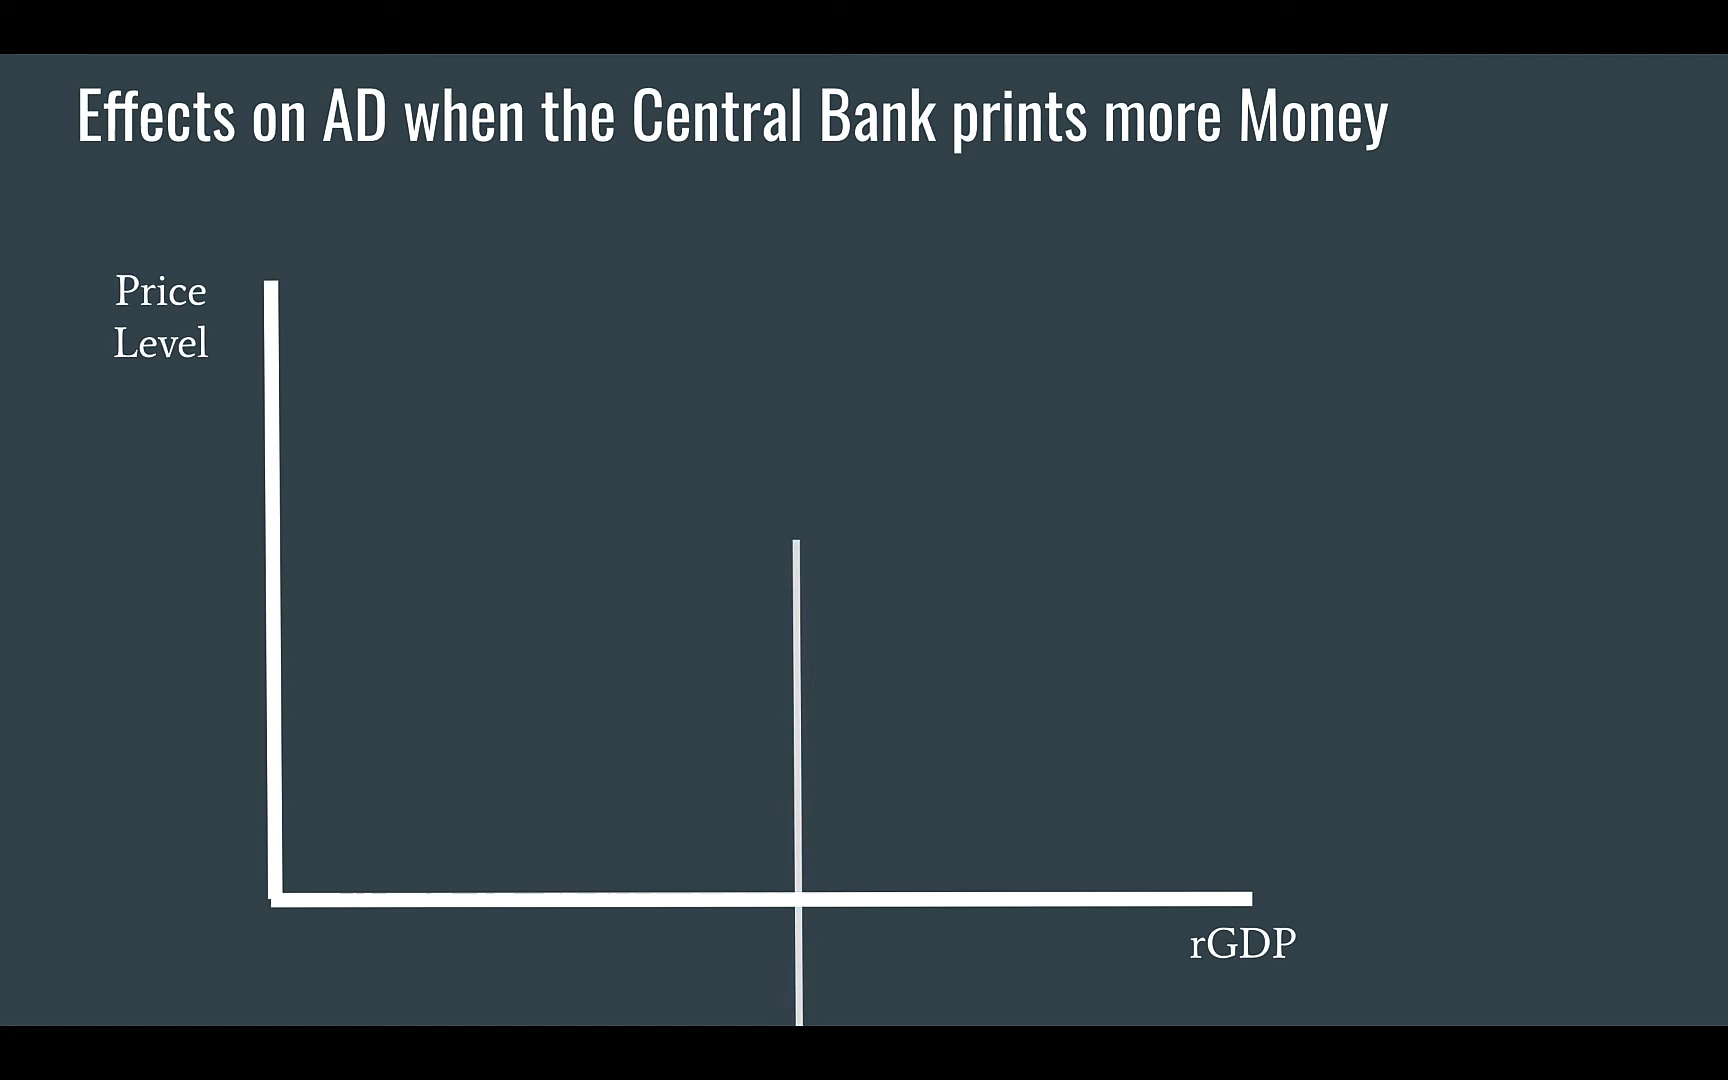 Effects on AD when the Central Bank prints more Money
Price
Level
rGDP